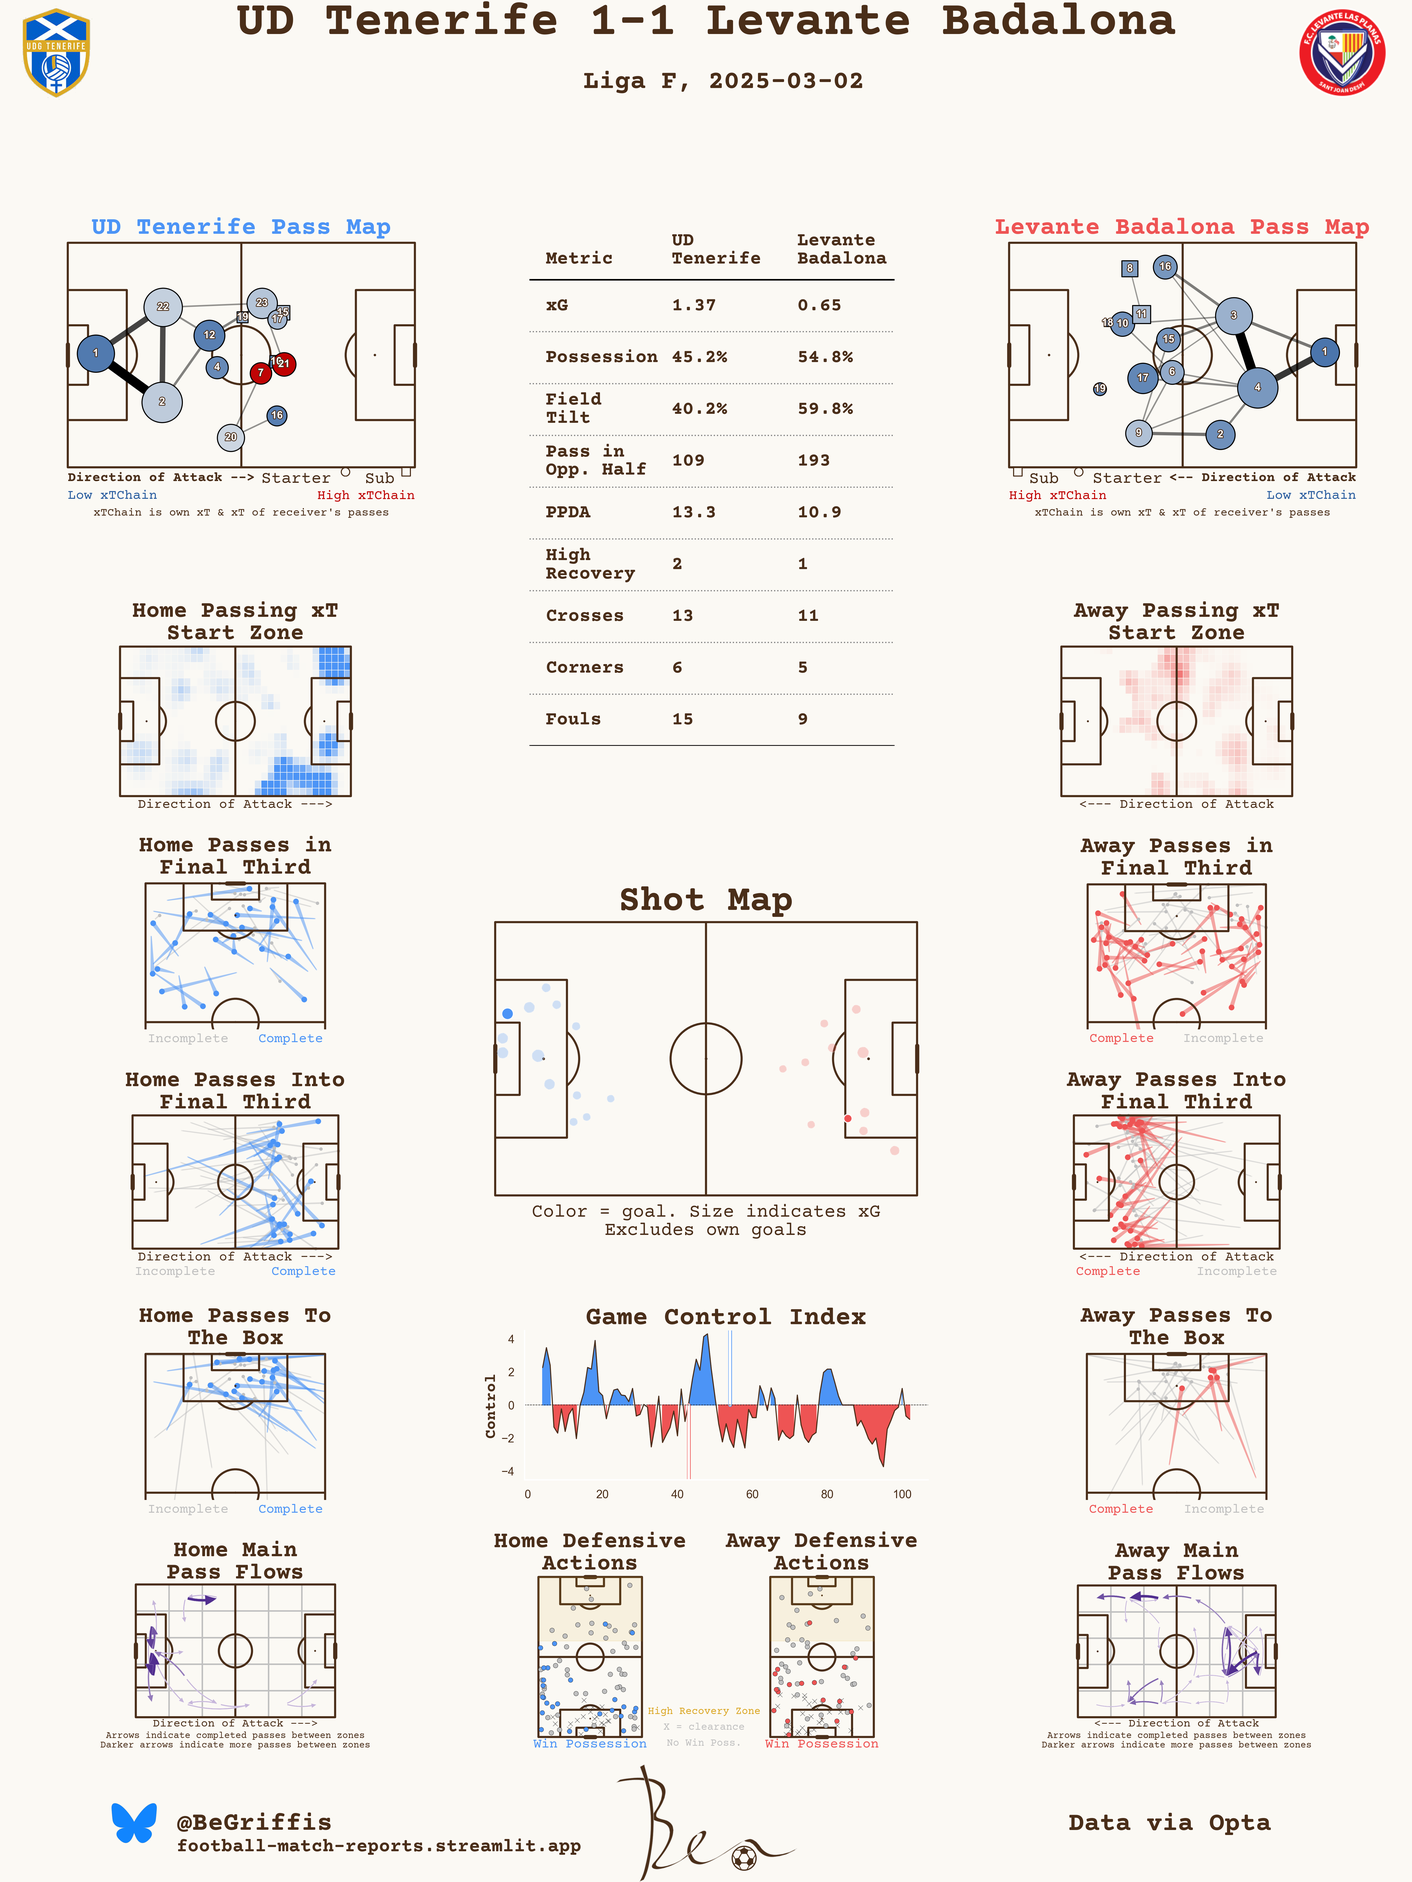 UD Tenerife 1-1 Levante Badalona
Liga F, 2025-03-02
UDG TENERIFE
F.C. LEVANTE LAS PLANAS
SANT JOAN DESPI
UD Tenerife Pass Map
22
23
15
17
19
12
1
4
7
21
2
16
20
Direction of Attack --> Starter Sub
Low xTChain High xTChain
xTChain is own xT & xT of receiver's passes
Metric UD Tenerife Levante Badalona
xG 1.37 0.65
Possession 45.2% 54.8%
Field Tilt 40.2% 59.8%
Pass in Opp. Half 109 193
PPDA 13.3 10.9
High Recovery 2 1
Crosses 13 11
Corners 6 5
Fouls 15 9
Levante Badalona Pass Map
8
16
11
18
10
3
15
1
17
6
4
19
9
2
Sub Starter <-- Direction of Attack
High xTChain Low xTChain
xTChain is own xT & xT of receiver's passes
Home Passing xT
Start Zone
Direction of Attack --->
Away Passing xT
Start Zone
<--- Direction of Attack
Home Passes in
Final Third
Incomplete Complete
Away Passes in
Final Third
Complete Incomplete
Shot Map
Color = goal. Size indicates xG
Excludes own goals
Home Passes Into
Final Third
Direction of Attack --->
Incomplete Complete
Away Passes Into
Final Third
<--- Direction of Attack
Complete Incomplete
Home Passes To
The Box
Incomplete Complete
Game Control Index
Control
4
2
0
−2
−4
0 20 40 60 80 100
Away Passes To
The Box
Complete Incomplete
Home Main
Pass Flows
Direction of Attack --->
Arrows indicate completed passes between zones
Darker arrows indicate more passes between zones
Home Defensive
Actions
Win Possession
High Recovery Zone
X = clearance
No Win Poss.
Away Defensive
Actions
Win Possession
Away Main
Pass Flows
<--- Direction of Attack
Arrows indicate completed passes between zones
Darker arrows indicate more passes between zones
@BeGriffis
football-match-reports.streamlit.app
Ben
Data via Opta